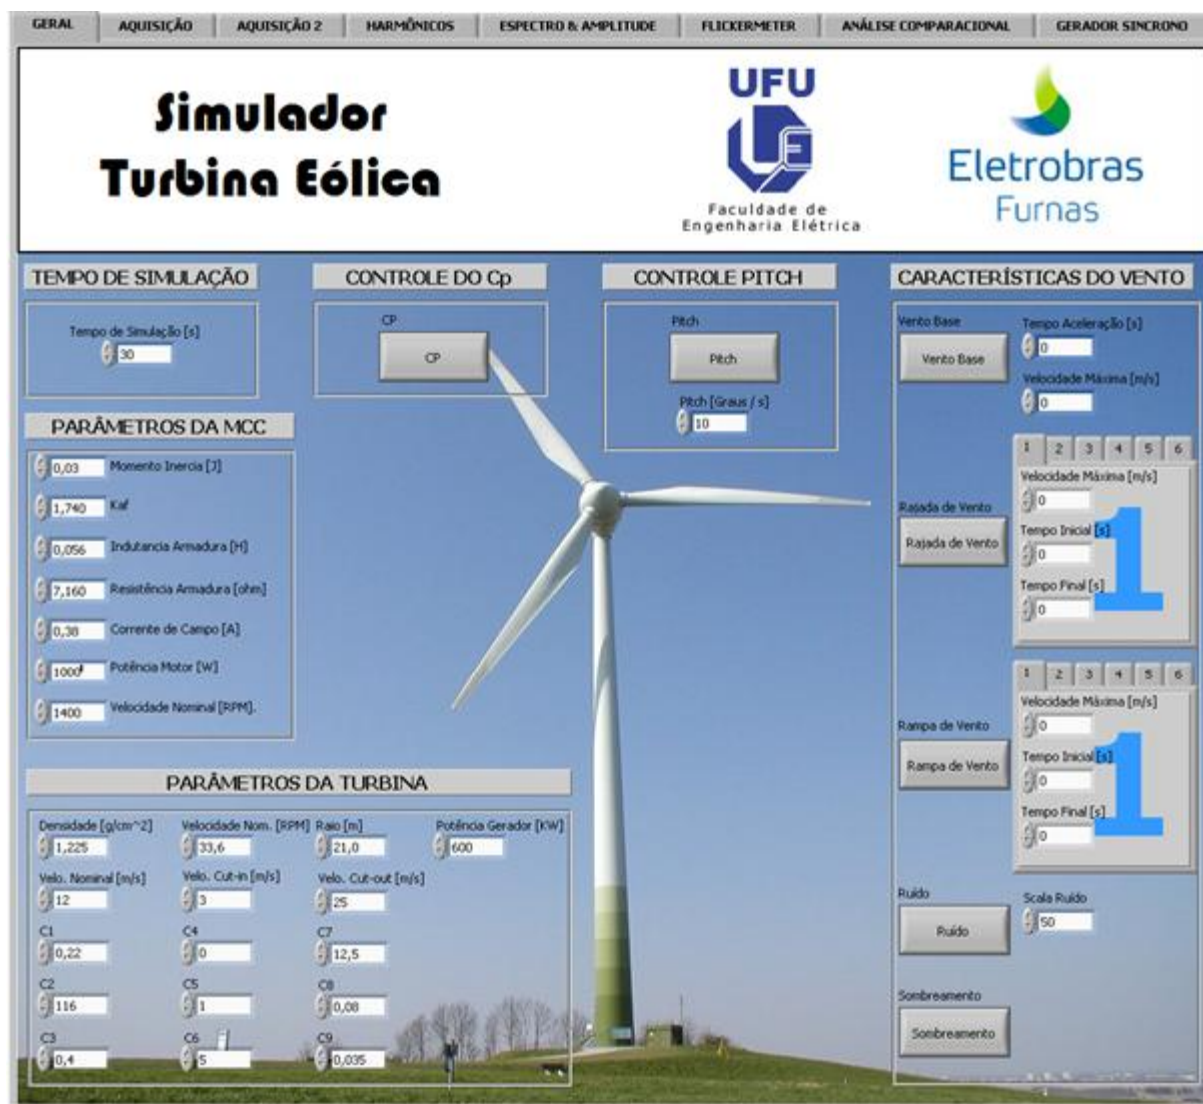 GERAL
AQUISIÇÃO
AQUISIÇÃO 2
HARMÔNICOS
ESPECTRO & AMPLITUDE
FLICKERMETER
ANÁLISE COMPARACIONAL
GERADOR SINCRONO
Simulador
Turbina Eólica
UFU
Faculdade de
Engenharia Elétrica
Eletrobras
Furnas
TEMPO DE SIMULAÇÃO
Tempo de Simulação [s]
30
CONTROLE DO Cp
CP
CP
CONTROLE PITCH
Pitch
Pitch
Pitch [Graus / s]
10
PARÂMETROS DA MCC
0,03 Momento Inercia [J]
1,740 Kaf
0,056 Indutancia Armadura [H]
7,160 Resistência Armadura [ohm]
0,38 Corrente de Campo [A]
1000 Potência Motor [W]
1400 Velocidade Nominal [RPM].
PARÂMETROS DA TURBINA
Densidade [g/cm^2] Velocidade Nom. [RPM] Raio [m] Potência Gerador [KW]
1,225 33,6 21,0 600
Velo. Nominal [m/s] Velo. Cut-in [m/s] Velo. Cut-out [m/s]
12 3 25
C1 C4 C7
0,22 0 12,5
C2 C5 C8
116 1 0,08
C3 C6 C9
0,4 5 0,035
CARACTERÍSTICAS DO VENTO
Vento Base
Vento Base
Tempo Aceleração [s]
0
Velocidade Máxima [m/s]
0
Rajada de Vento
Rajada de Vento
1 2 3 4 5 6
Velocidade Máxima [m/s]
0
Tempo Inicial [s]
0
Tempo Final [s]
0
1
Rampa de Vento
Rampa de Vento
1 2 3 4 5 6
Velocidade Máxima [m/s]
0
Tempo Inicial [s]
0
Tempo Final [s]
0
1
Ruído
Ruído
Scala Ruído
50
Sombreamento
Sombreamento